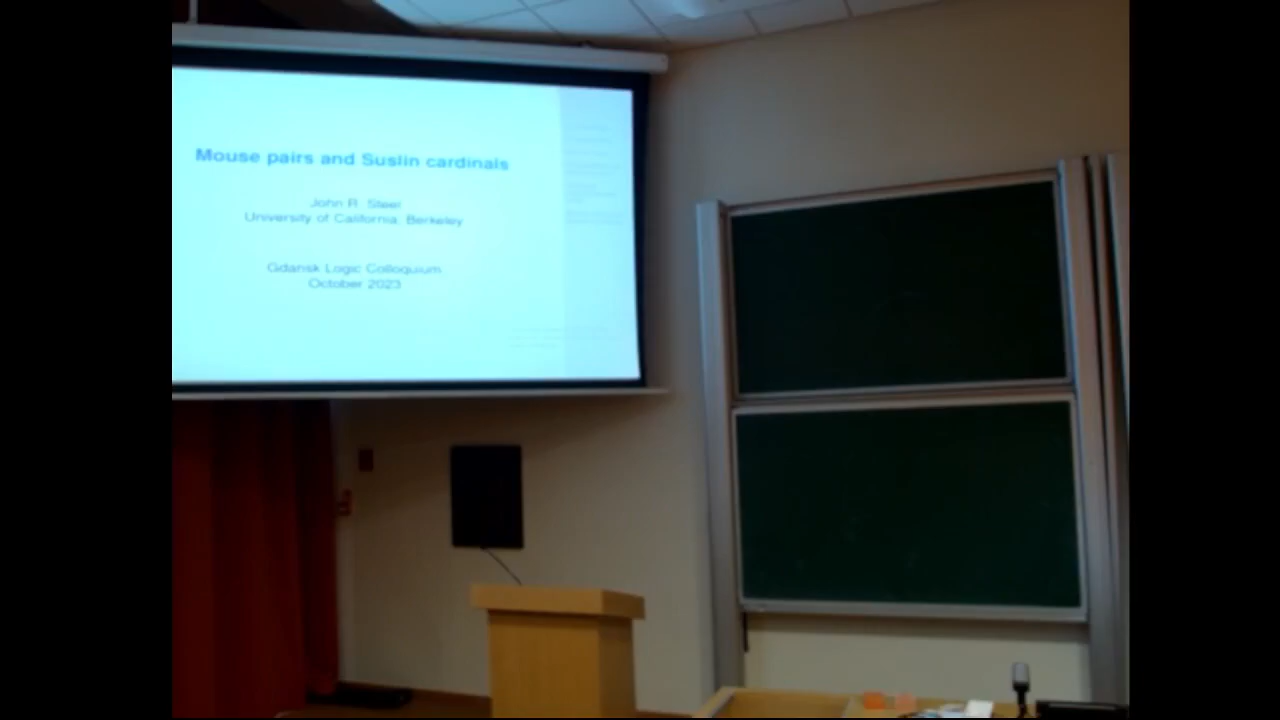 Mouse pairs and Suslin cardinals
John R. Steel
University of California, Berkeley
Gdansk Logic Colloquium
October 2023